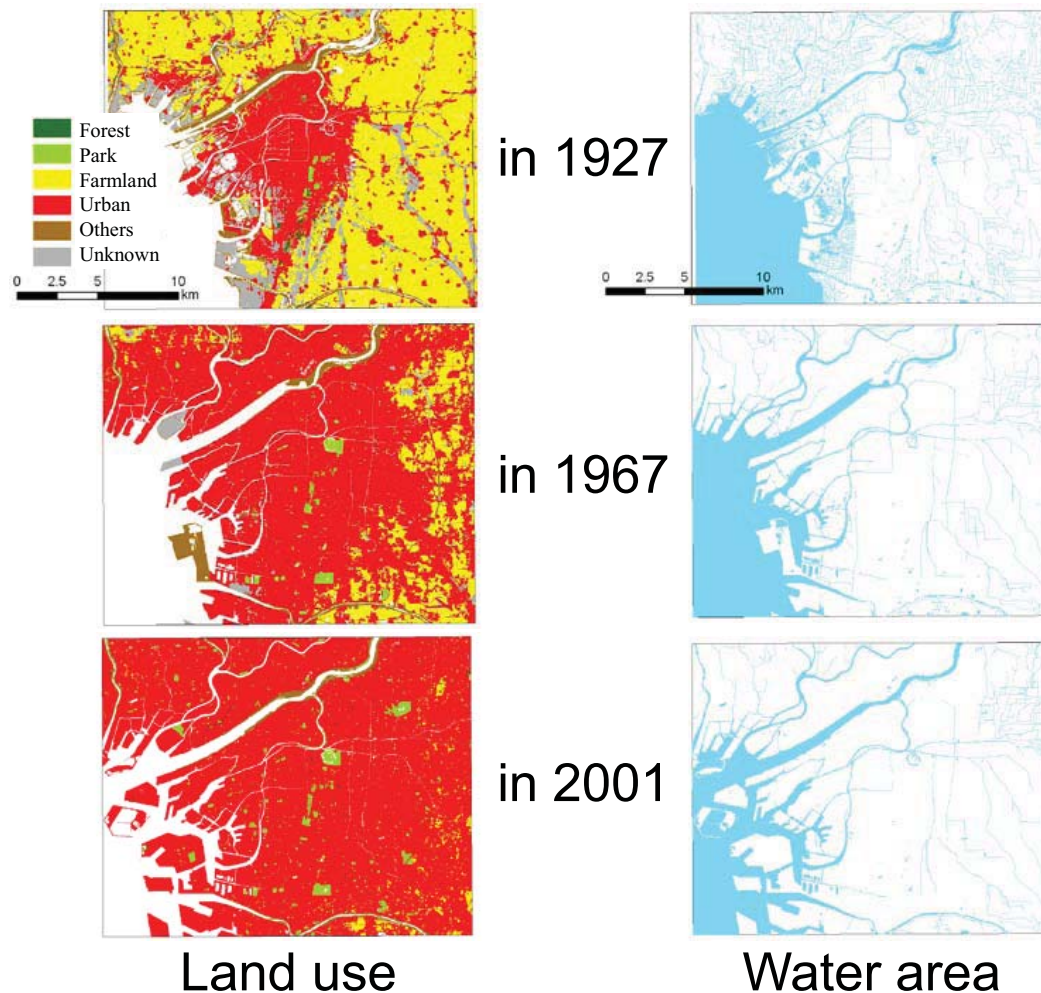 Forest
Park
Farmland
Urban
Others
Unknown
0 2.5 5 10
km
0 2.5 5 10
km
in 1927
in 1967
in 2001
Land use
Water area